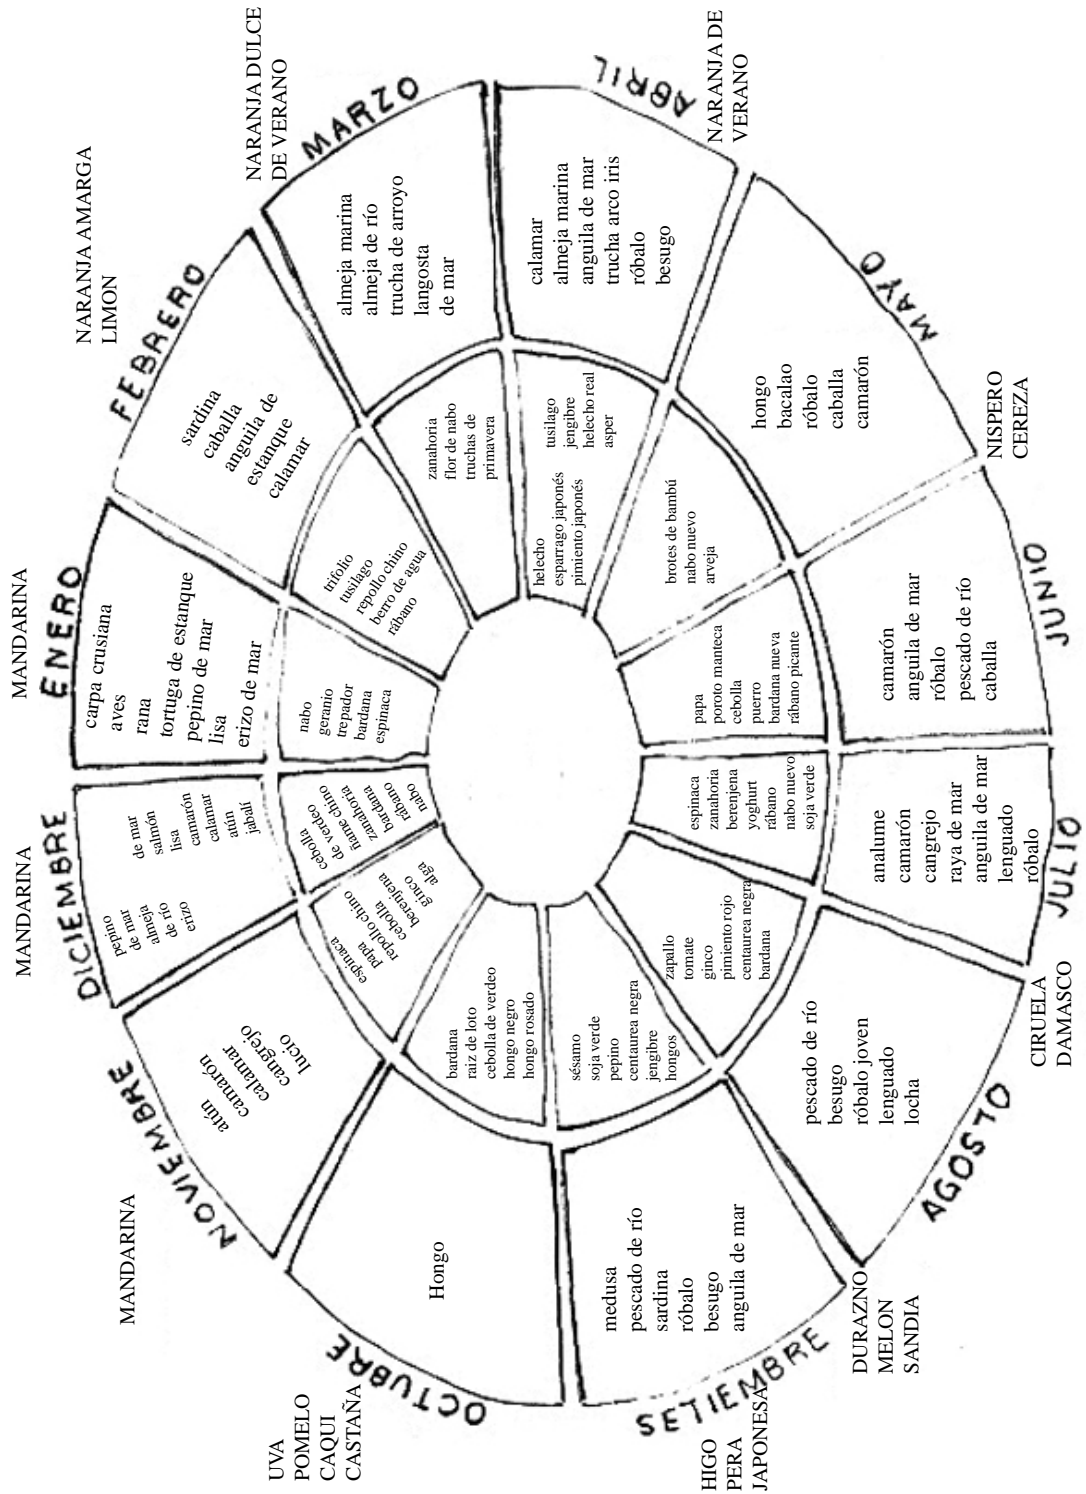 ENERO
MANDARINA
carpa crusiana
aves
rana
tortuga de estanque
pepino de mar
lisa
erizo de mar
nabo
geranio
trepador
bardana
espinaca
FEBRERO
NARANJA AMARGA
LIMON
sardina
caballa
anguila de
estanque
calamar
trifolio
tusilago
repollo chino
berro de agua
rábano
MARZO
NARANJA DULCE
DE VERANO
almeja marina
almeja de río
trucha de arroyo
langosta
de mar
zanahoria
flor de nabo
truchas de
primavera
ABRIL
NARANJA DE
VERANO
calamar
almeja marina
anguila de mar
trucha arco iris
róbalo
besugo
tusilago
jengibre
helecho real
asper
helecho
esparrago japonés
pimiento japonés
MAYO
NISPERO
CEREZA
hongo
bacalao
róbalo
caballa
camarón
brotes de bambú
nabo nuevo
arveja
JUNIO
camarón
anguila de mar
róbalo
pescado de río
caballa
papa
poroto manteca
cebolla
puerro
bardana nueva
rábano picante
JULIO
CIRUELA
DAMASCO
analume
camarón
cangrejo
raya de mar
anguila de mar
lenguado
róbalo
espinaca
zanahoria
berenjena
yoghurt
rábano
nabo nuevo
soja verde
AGOSTO
DURAZNO
MELON
SANDIA
pescado de río
besugo
róbalo joven
lenguado
locha
zapallo
tomate
ginco
pimiento rojo
centaurea negra
bardana
SETIEMBRE
HIGO
PERA
JAPONESA
medusa
pescado de río
sardina
róbalo
besugo
anguila de mar
sésamo
soja verde
pepino
centaurea negra
jengibre
hongos
OCTUBRE
UVA
POMELO
CAQUI
CASTAÑA
Hongo
bardana
raiz de loto
cebolla de verdeo
hongo negro
hongo rosado
NOVIEMBRE
MANDARINA
atún
camarón
calamar
cangrejo
lucio
espinaca
papa
repollo chino
cebolla
berenjena
ginco
alga
DICIEMBRE
MANDARINA
pepino
de mar
almeja
de río
erizo
de mar
salmón
lisa
camarón
calamar
atún
jabalí
cebolla
de verdeo
ñame chino
zanahoria
bardana
rábano
nabo